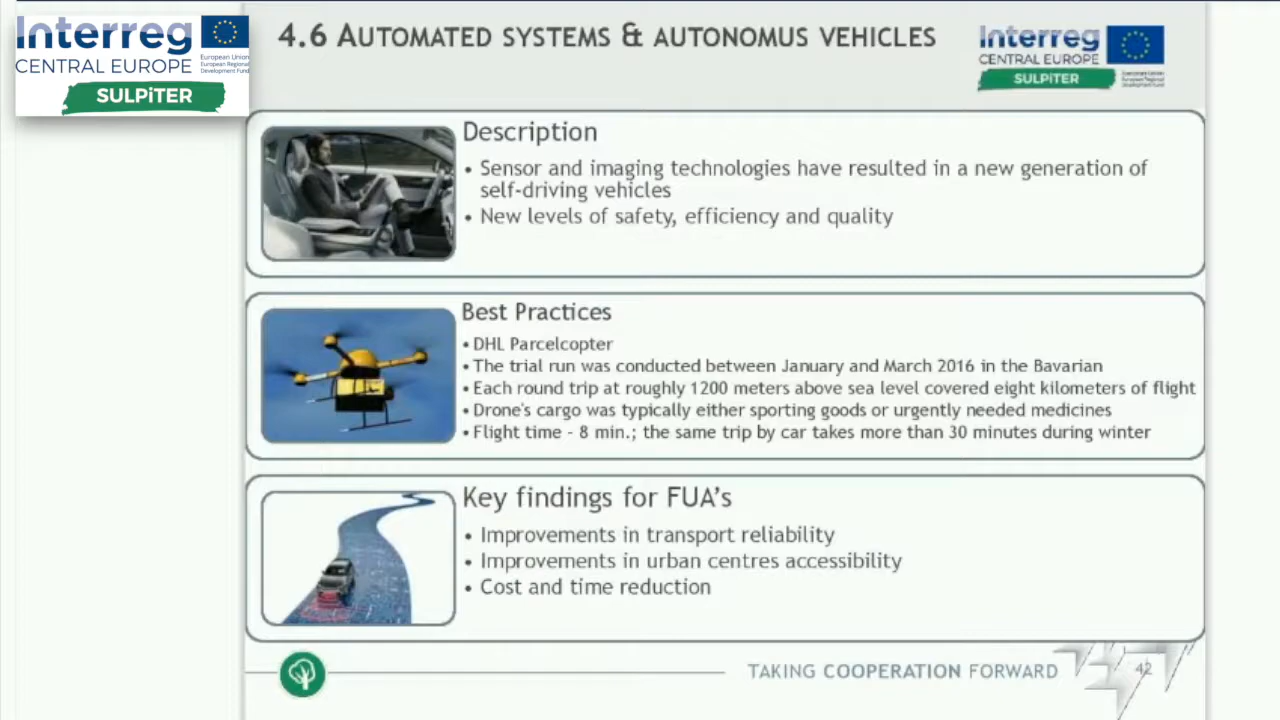 Interreg
CENTRAL EUROPE
European Union
European Regional
Development Fund
SULPiTER
4.6 AUTOMATED SYSTEMS & AUTONOMUS VEHICLES
Interreg
CENTRAL EUROPE
SULPiTER
Description
• Sensor and imaging technologies have resulted in a new generation of
self-driving vehicles
• New levels of safety, efficiency and quality
Best Practices
• DHL Parcelcopter
• The trial run was conducted between January and March 2016 in the Bavarian
• Each round trip at roughly 1200 meters above sea level covered eight kilometers of flight
• Drone's cargo was typically either sporting goods or urgently needed medicines
• Flight time - 8 min.; the same trip by car takes more than 30 minutes during winter
Key findings for FUA's
• Improvements in transport reliability
• Improvements in urban centres accessibility
• Cost and time reduction
TAKING COOPERATION FORWARD
42